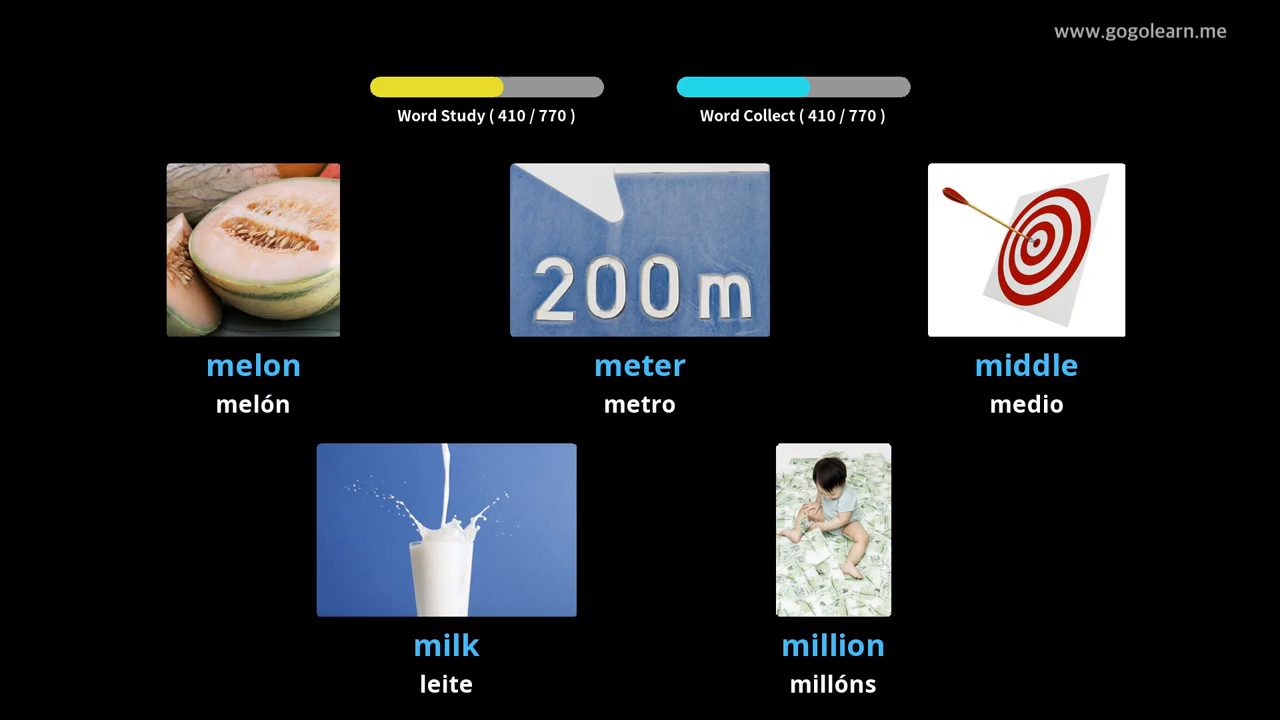 www.gogolearn.me
Word Study ( 410 / 770 )
Word Collect ( 410 / 770 )
200 m
melon
melón
meter
metro
middle
medio
milk
leite
million
millóns